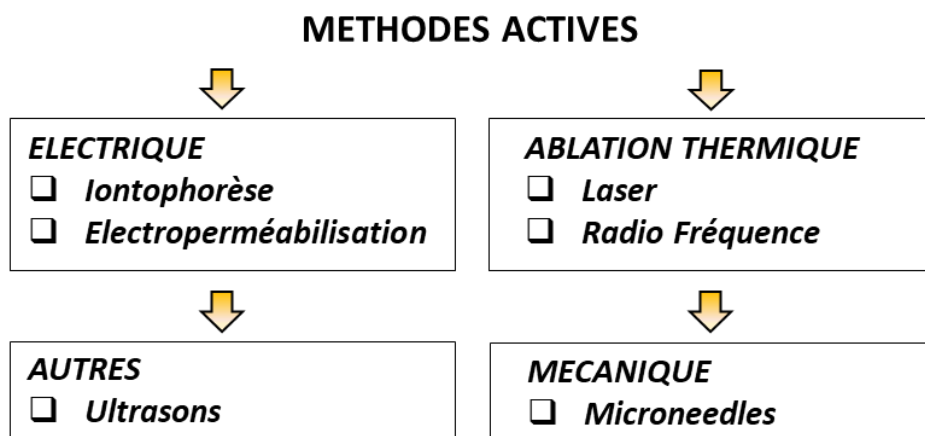 METHODES ACTIVES
ELECTRIQUE
Iontophorèse
Electroperméabilisation
ABLATION THERMIQUE
Laser
Radio Fréquence
AUTRES
Ultrasons
MECANIQUE
Microneedles